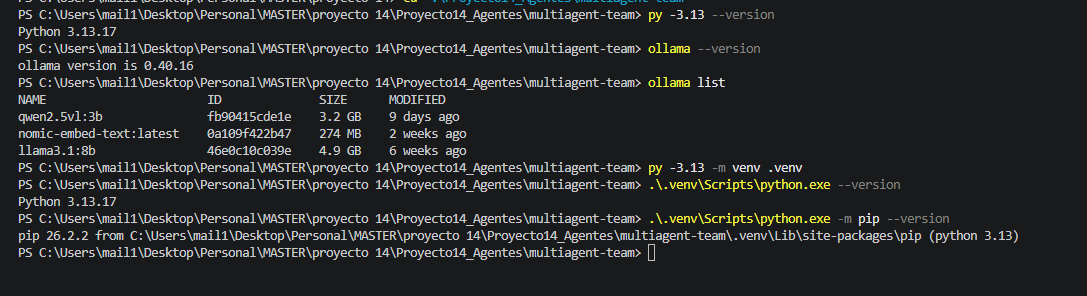 PS C:\Users\mail1\Desktop\Personal\MASTER\proyecto 14\Proyecto14_Agentes\multiagent-team> py -3.13 --version
Python 3.13.17
PS C:\Users\mail1\Desktop\Personal\MASTER\proyecto 14\Proyecto14_Agentes\multiagent-team> ollama --version
ollama version is 0.40.16
PS C:\Users\mail1\Desktop\Personal\MASTER\proyecto 14\Proyecto14_Agentes\multiagent-team> ollama list
NAME ID SIZE MODIFIED
qwen2.5vl:3b fb90415cde1e 3.2 GB 9 days ago
nomic-embed-text:latest 0a109f422b47 274 MB 2 weeks ago
llama3.1:8b 46e0c10c039e 4.9 GB 6 weeks ago
PS C:\Users\mail1\Desktop\Personal\MASTER\proyecto 14\Proyecto14_Agentes\multiagent-team> py -3.13 -m venv .venv
PS C:\Users\mail1\Desktop\Personal\MASTER\proyecto 14\Proyecto14_Agentes\multiagent-team> .\.venv\Scripts\python.exe --version
Python 3.13.17
PS C:\Users\mail1\Desktop\Personal\MASTER\proyecto 14\Proyecto14_Agentes\multiagent-team> .\.venv\Scripts\python.exe -m pip --version
pip 26.2.2 from C:\Users\mail1\Desktop\Personal\MASTER\proyecto 14\Proyecto14_Agentes\multiagent-team\.venv\Lib\site-packages\pip (python 3.13)
PS C:\Users\mail1\Desktop\Personal\MASTER\proyecto 14\Proyecto14_Agentes\multiagent-team>